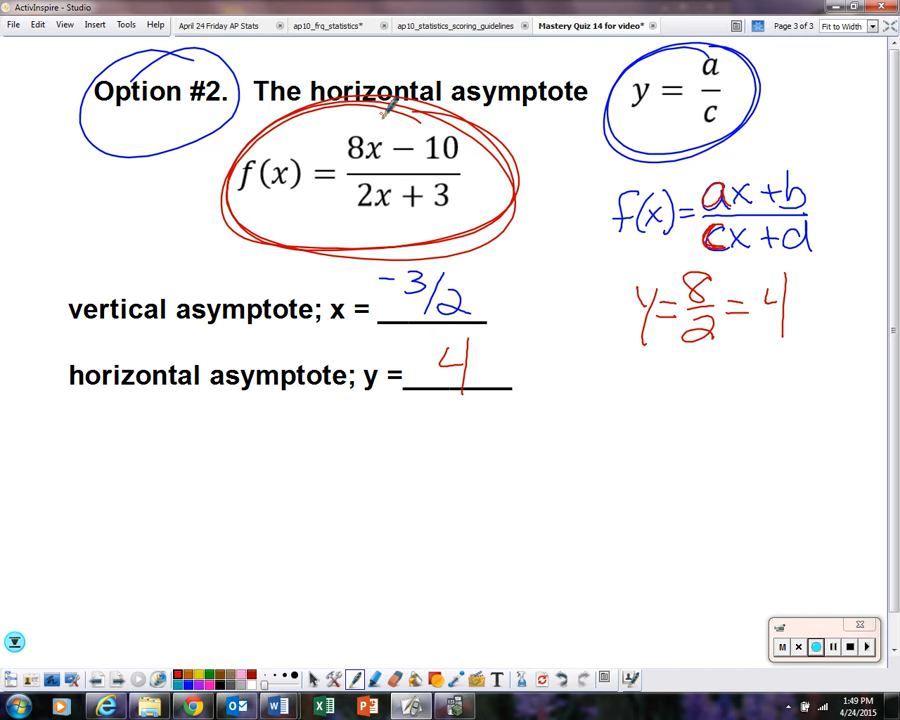 ActivInspire - Studio
File Edit View Insert Tools Help
April 24 Friday AP Stats
ap10_frq_statistics*
ap10_statistics_scoring_guidelines
Mastery Quiz 14 for video*
Page 3 of 3
Fit to Width
Option #2. The horizontal asymptote y = a/c
f(x) = (8x − 10)/(2x + 3)
f(x) = (ax + b)/(cx + d)
vertical asymptote; x = -3/2
y = 8/2 = 4
horizontal asymptote; y = 4
M
T
1:49 PM
4/24/2015